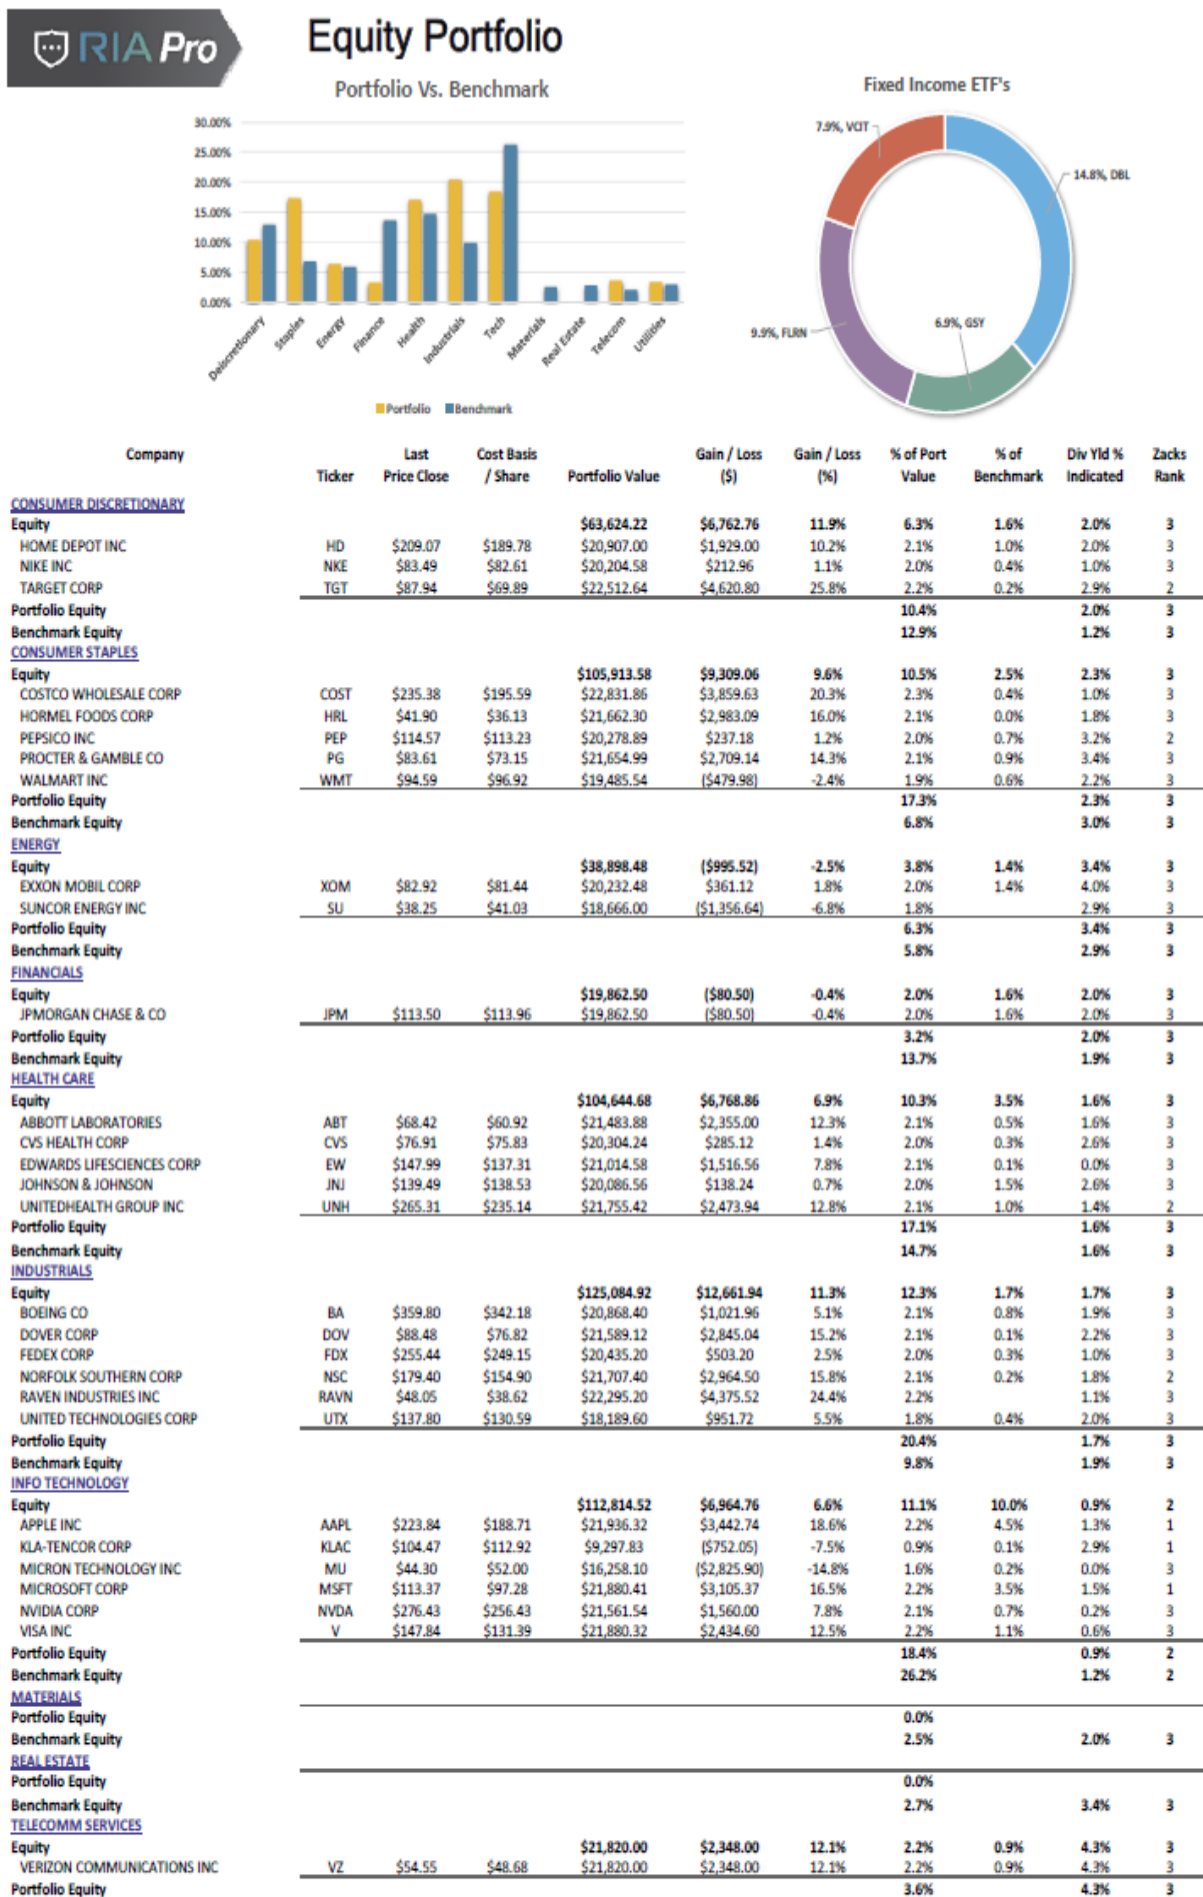 RIA Pro
Equity Portfolio
Portfolio Vs. Benchmark
30.00%
25.00%
20.00%
15.00%
10.00%
5.00%
0.00%
Deiscretionary
Staples
Energy
Finance
Health
Industrials
Tech
Materials
Real Estate
Telecom
Utilities
Portfolio Benchmark
Fixed Income ETF's
7.9%, VCIT
14.8%, DBL
9.9%, FLRN
6.9%, GSY
Company Last Cost Basis Gain / Loss Gain / Loss % of Port % of Div Yld % Zacks
Ticker Price Close / Share Portfolio Value ($) (%) Value Benchmark Indicated Rank
CONSUMER DISCRETIONARY
Equity $63,624.22 $6,762.76 11.9% 6.3% 1.6% 2.0% 3
HOME DEPOT INC HD $209.07 $189.78 $20,907.00 $1,929.00 10.2% 2.1% 1.0% 2.0% 3
NIKE INC NKE $83.49 $82.61 $20,204.58 $212.96 1.1% 2.0% 0.4% 1.0% 3
TARGET CORP TGT $87.94 $69.89 $22,512.64 $4,620.80 25.8% 2.2% 0.2% 2.9% 2
Portfolio Equity 10.4% 2.0% 3
Benchmark Equity 12.9% 1.2% 3
CONSUMER STAPLES
Equity $105,913.58 $9,309.06 9.6% 10.5% 2.5% 2.3% 3
COSTCO WHOLESALE CORP COST $235.38 $195.59 $22,831.86 $3,859.63 20.3% 2.3% 0.4% 1.0% 3
HORMEL FOODS CORP HRL $41.90 $36.13 $21,662.30 $2,983.09 16.0% 2.1% 0.0% 1.8% 3
PEPSICO INC PEP $114.57 $113.23 $20,278.89 $237.18 1.2% 2.0% 0.7% 3.2% 2
PROCTER & GAMBLE CO PG $83.61 $73.15 $21,654.99 $2,709.14 14.3% 2.1% 0.9% 3.4% 3
WALMART INC WMT $94.59 $96.92 $19,485.54 ($479.98) -2.4% 1.9% 0.6% 2.2% 3
Portfolio Equity 17.3% 2.3% 3
Benchmark Equity 6.8% 3.0% 3
ENERGY
Equity $38,898.48 ($995.52) -2.5% 3.8% 1.4% 3.4% 3
EXXON MOBIL CORP XOM $82.92 $81.44 $20,232.48 $361.12 1.8% 2.0% 1.4% 4.0% 3
SUNCOR ENERGY INC SU $38.25 $41.03 $18,666.00 ($1,356.64) -6.8% 1.8% 2.9% 3
Portfolio Equity 6.3% 3.4% 3
Benchmark Equity 5.8% 2.9% 3
FINANCIALS
Equity $19,862.50 ($80.50) -0.4% 2.0% 1.6% 2.0% 3
JPMORGAN CHASE & CO JPM $113.50 $113.96 $19,862.50 ($80.50) -0.4% 2.0% 1.6% 2.0% 3
Portfolio Equity 3.2% 2.0% 3
Benchmark Equity 13.7% 1.9% 3
HEALTH CARE
Equity $104,644.68 $6,768.86 6.9% 10.3% 3.5% 1.6% 3
ABBOTT LABORATORIES ABT $68.42 $60.92 $21,483.88 $2,355.00 12.3% 2.1% 0.5% 1.6% 3
CVS HEALTH CORP CVS $76.91 $75.83 $20,304.24 $285.12 1.4% 2.0% 0.3% 2.6% 3
EDWARDS LIFESCIENCES CORP EW $147.99 $137.31 $21,014.58 $1,516.56 7.8% 2.1% 0.1% 0.0% 3
JOHNSON & JOHNSON JNJ $139.49 $138.53 $20,086.56 $138.24 0.7% 2.0% 1.5% 2.6% 3
UNITEDHEALTH GROUP INC UNH $265.31 $235.14 $21,755.42 $2,473.94 12.8% 2.1% 1.0% 1.4% 2
Portfolio Equity 17.1% 1.6% 3
Benchmark Equity 14.7% 1.6% 3
INDUSTRIALS
Equity $125,084.92 $12,661.94 11.3% 12.3% 1.7% 1.7% 3
BOEING CO BA $359.80 $342.18 $20,868.40 $1,021.96 5.1% 2.1% 0.8% 1.9% 3
DOVER CORP DOV $88.48 $76.82 $21,589.12 $2,845.04 15.2% 2.1% 0.1% 2.2% 3
FEDEX CORP FDX $255.44 $249.15 $20,435.20 $503.20 2.5% 2.0% 0.3% 1.0% 3
NORFOLK SOUTHERN CORP NSC $179.40 $154.90 $21,707.40 $2,964.50 15.8% 2.1% 0.2% 1.8% 2
RAVEN INDUSTRIES INC RAVN $48.05 $38.62 $22,295.20 $4,375.52 24.4% 2.2% 1.1% 3
UNITED TECHNOLOGIES CORP UTX $137.80 $130.59 $18,189.60 $951.72 5.5% 1.8% 0.4% 2.0% 3
Portfolio Equity 20.4% 1.7% 3
Benchmark Equity 9.8% 1.9% 3
INFO TECHNOLOGY
Equity $112,814.52 $6,964.76 6.6% 11.1% 10.0% 0.9% 2
APPLE INC AAPL $223.84 $188.71 $21,936.32 $3,442.74 18.6% 2.2% 4.5% 1.3% 1
KLA-TENCOR CORP KLAC $104.47 $112.92 $9,297.83 ($752.05) -7.5% 0.9% 0.1% 2.9% 1
MICRON TECHNOLOGY INC MU $44.30 $52.00 $16,258.10 ($2,825.90) -14.8% 1.6% 0.2% 0.0% 3
MICROSOFT CORP MSFT $113.37 $97.28 $21,880.41 $3,105.37 16.5% 2.2% 3.5% 1.5% 1
NVIDIA CORP NVDA $276.43 $256.43 $21,561.54 $1,560.00 7.8% 2.1% 0.7% 0.2% 3
VISA INC V $147.84 $131.39 $21,880.32 $2,434.60 12.5% 2.2% 1.1% 0.6% 3
Portfolio Equity 18.4% 0.9% 2
Benchmark Equity 26.2% 1.2% 2
MATERIALS
Portfolio Equity 0.0%
Benchmark Equity 2.5% 2.0% 3
REAL ESTATE
Portfolio Equity 0.0%
Benchmark Equity 2.7% 3.4% 3
TELECOMM SERVICES
Equity $21,820.00 $2,348.00 12.1% 2.2% 0.9% 4.3% 3
VERIZON COMMUNICATIONS INC VZ $54.55 $48.68 $21,820.00 $2,348.00 12.1% 2.2% 0.9% 4.3% 3
Portfolio Equity 3.6% 4.3% 3